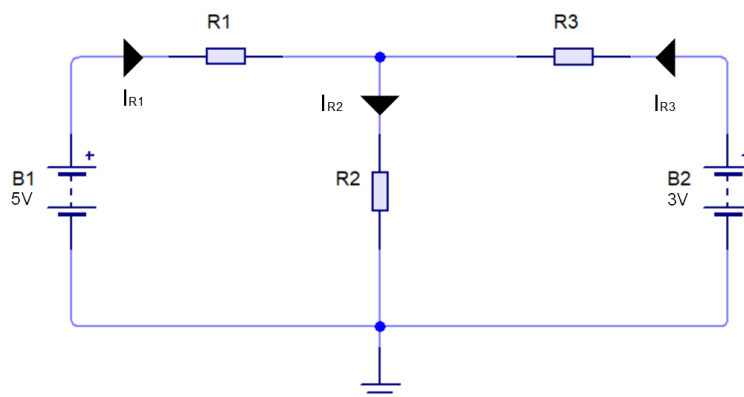 R1
R3
IR1
IR2
IR3
+
+
B1
5V
R2
B2
3V